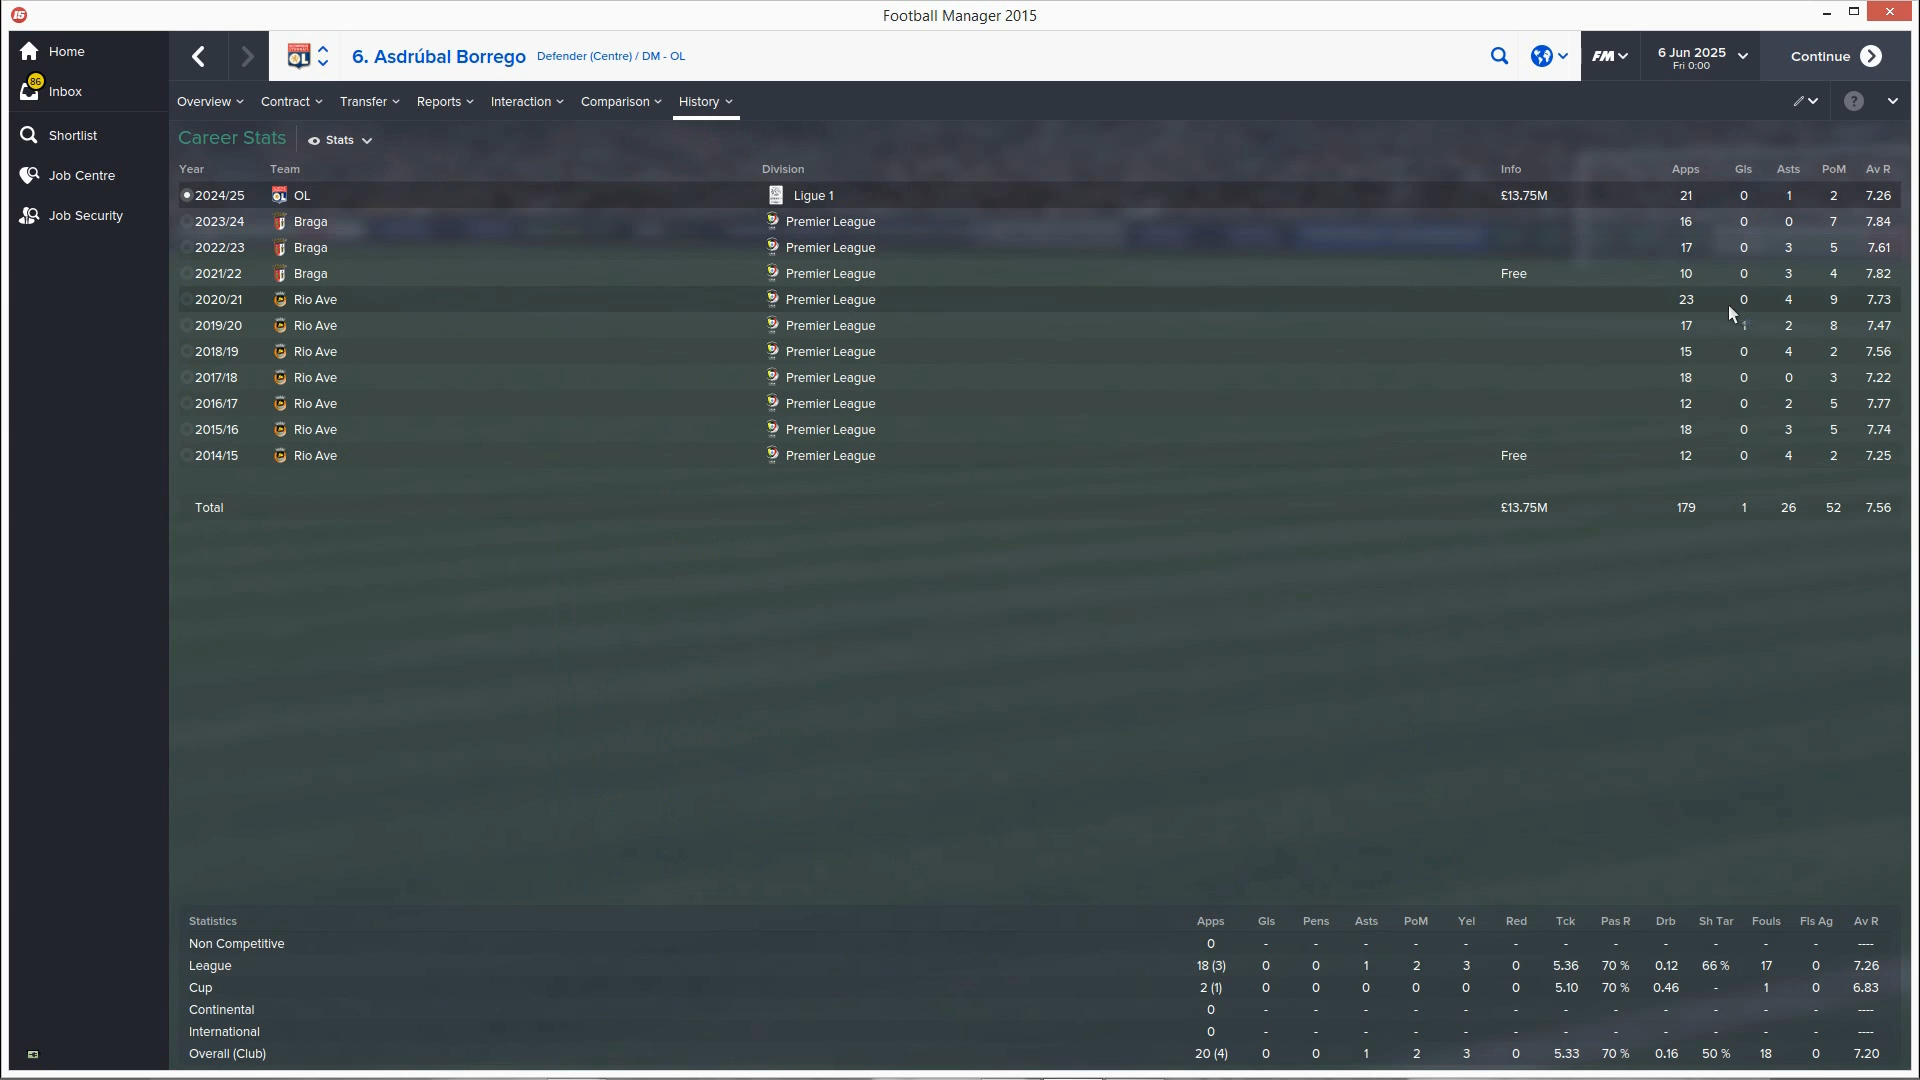 Football Manager 2015
Home
86
Inbox
Shortlist
Job Centre
Job Security
OL
6. Asdrúbal Borrego Defender (Centre) / DM - OL
FM
6 Jun 2025
Fri 0:00
Continue
Overview Contract Transfer Reports Interaction Comparison History
?
Career Stats Stats
Year Team Division Info Apps Gls Asts PoM Av R
2024/25 OL Ligue 1 £13.75M 21 0 1 2 7.26
2023/24 Braga Premier League 16 0 0 7 7.84
2022/23 Braga Premier League 17 0 3 5 7.61
2021/22 Braga Premier League Free 10 0 3 4 7.82
2020/21 Rio Ave Premier League 23 0 4 9 7.73
2019/20 Rio Ave Premier League 17 1 2 8 7.47
2018/19 Rio Ave Premier League 15 0 4 2 7.56
2017/18 Rio Ave Premier League 18 0 0 3 7.22
2016/17 Rio Ave Premier League 12 0 2 5 7.77
2015/16 Rio Ave Premier League 18 0 3 5 7.74
2014/15 Rio Ave Premier League Free 12 0 4 2 7.25
Total £13.75M 179 1 26 52 7.56
Statistics Apps Gls Pens Asts PoM Yel Red Tck Pas R Drb Sh Tar Fouls Fls Ag Av R
Non Competitive 0 - - - - - - - - - - - - ----
League 18 (3) 0 0 1 2 3 0 5.36 70 % 0.12 66 % 17 0 7.26
Cup 2 (1) 0 0 0 0 0 0 5.10 70 % 0.46 - 1 0 6.83
Continental 0 - - - - - - - - - - - - ----
International 0 - - - - - - - - - - - - ----
Overall (Club) 20 (4) 0 0 1 2 3 0 5.33 70 % 0.16 50 % 18 0 7.20